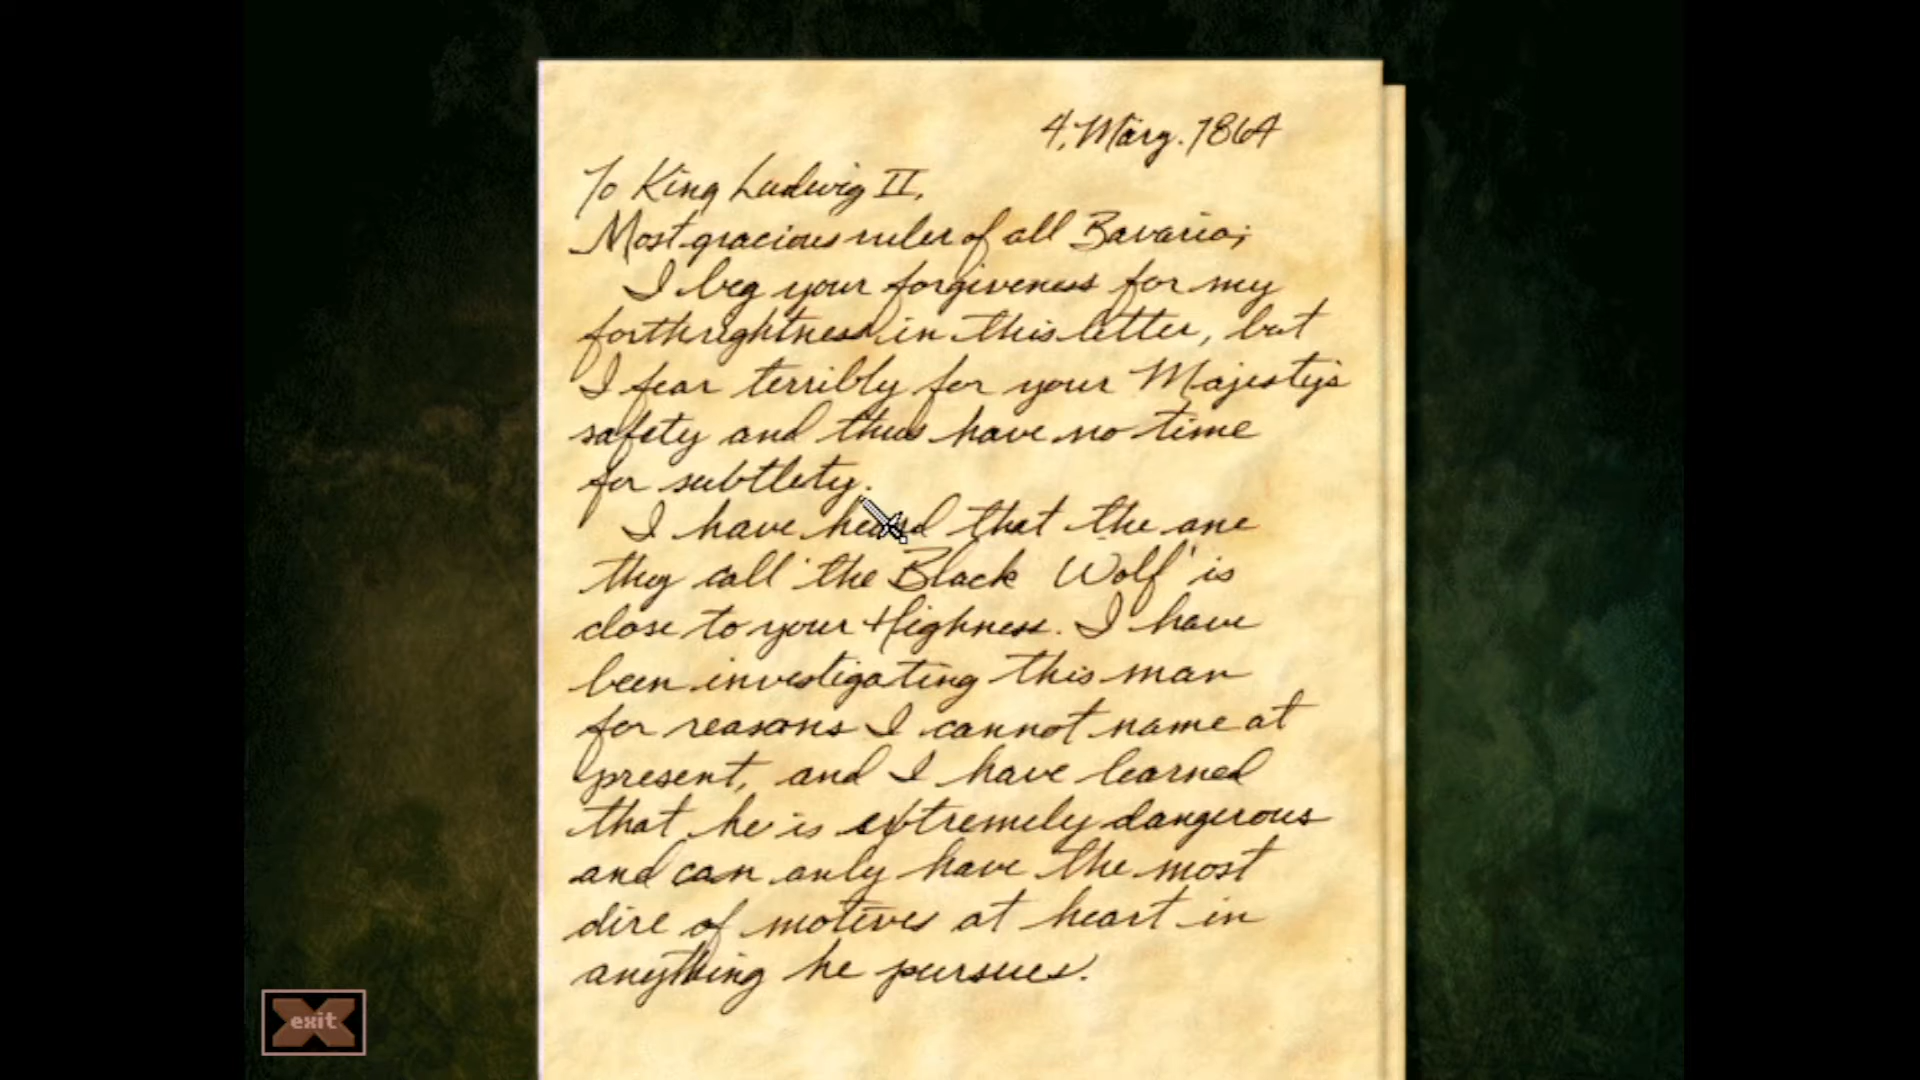 4. März. 1864
To King Ludwig II,
Most gracious ruler of all Bavaria;
I beg your forgiveness for my
forthrightness in this letter, but
I fear terribly for your Majesty's
safety and thus have no time
for subtlety.
I have heard that the one
they call 'the Black Wolf' is
close to your Highness. I have
been investigating this man
for reasons I cannot name at
present, and I have learned
that he is extremely dangerous
and can only have the most
dire of motives at heart in
anything he pursues.
exit